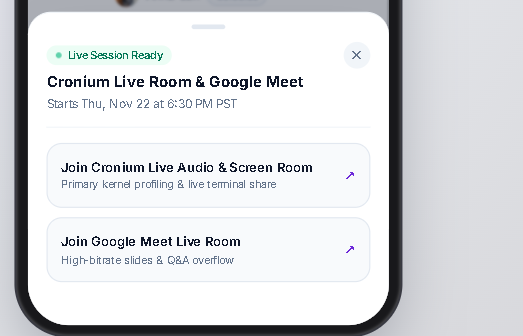 Live Session Ready
Cronium Live Room & Google Meet
Starts Thu, Nov 22 at 6:30 PM PST
Join Cronium Live Audio & Screen Room
Primary kernel profiling & live terminal share
Join Google Meet Live Room
High-bitrate slides & Q&A overflow